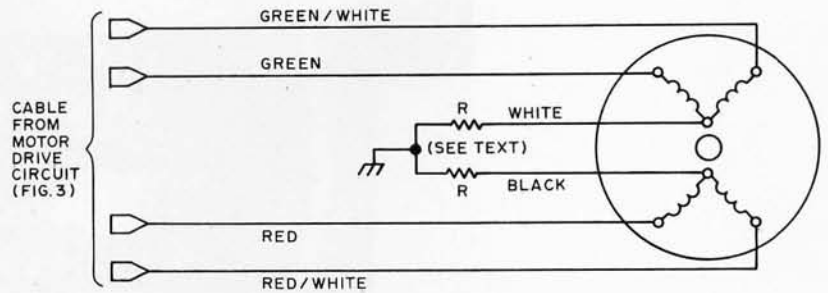 GREEN / WHITE
GREEN
CABLE
FROM
MOTOR
DRIVE
CIRCUIT
(FIG. 3)
R
WHITE
(SEE TEXT)
R
BLACK
RED
RED/WHITE